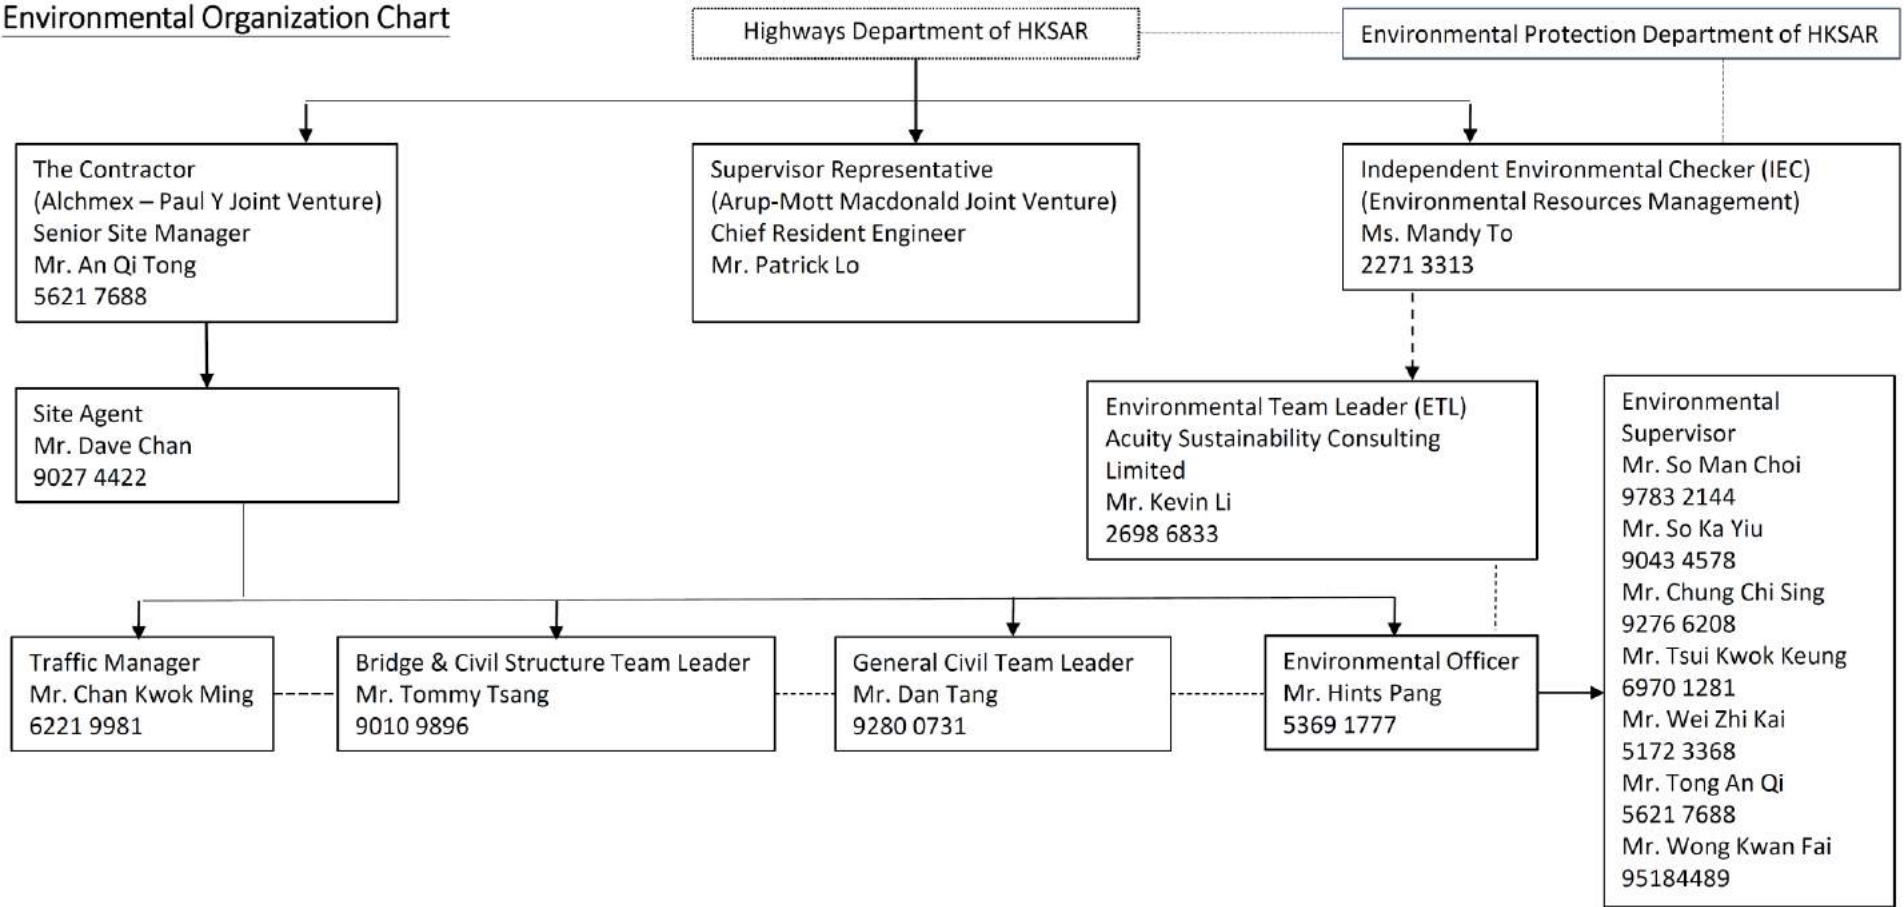 Environmental Organization Chart
Highways Department of HKSAR
Environmental Protection Department of HKSAR
The Contractor
(Alchmex – Paul Y Joint Venture)
Senior Site Manager
Mr. An Qi Tong
5621 7688
Supervisor Representative
(Arup-Mott Macdonald Joint Venture)
Chief Resident Engineer
Mr. Patrick Lo
Independent Environmental Checker (IEC)
(Environmental Resources Management)
Ms. Mandy To
2271 3313
Site Agent
Mr. Dave Chan
9027 4422
Environmental Team Leader (ETL)
Acuity Sustainability Consulting
Limited
Mr. Kevin Li
2698 6833
Traffic Manager
Mr. Chan Kwok Ming
6221 9981
Bridge & Civil Structure Team Leader
Mr. Tommy Tsang
9010 9896
General Civil Team Leader
Mr. Dan Tang
9280 0731
Environmental Officer
Mr. Hints Pang
5369 1777
Environmental
Supervisor
Mr. So Man Choi
9783 2144
Mr. So Ka Yiu
9043 4578
Mr. Chung Chi Sing
9276 6208
Mr. Tsui Kwok Keung
6970 1281
Mr. Wei Zhi Kai
5172 3368
Mr. Tong An Qi
5621 7688
Mr. Wong Kwan Fai
95184489